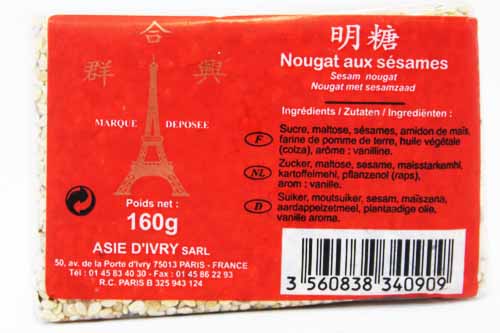 合
群 興
MARQUE DEPOSEE
Poids net :
160g
ASIE D'IVRY SARL
50, av. de la Porte d'Ivry 75013 PARIS - FRANCE
Tél : 01 45 83 40 30 - Fax : 01 45 86 22 93
R.C. PARIS B 325 943 124
明糖
Nougat aux sésames
Sesam nougat
Nougat met sesamzaad
Ingrédients / Zutaten / Ingrediënten :
F Sucre, maltose, sésames, amidon de maïs,
farine de pomme de terre, huile végétale
(colza), arôme : vanilline.
NL Zucker, maltose, sesame, maisstarkemhl,
kartoffelmehi, pflanzenol (raps),
arom : vanille.
D Suiker, moutsuiker, sesam, maïszana,
aardappelzetmeel, plantaadige olie,
vanille aroma.
3 560838 340909